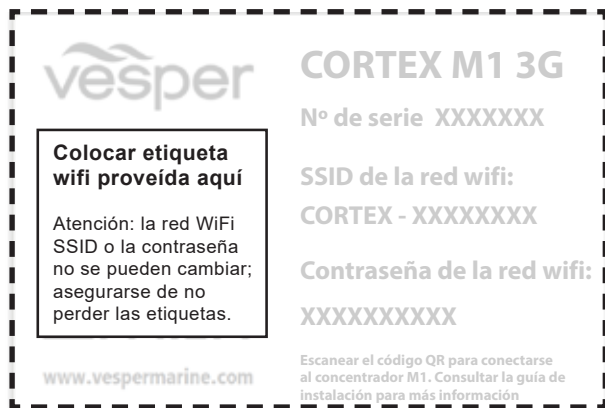 vesper
Colocar etiqueta
wifi proveída aquí
Atención: la red WiFi
SSID o la contraseña
no se pueden cambiar;
asegurarse de no
perder las etiquetas.
www.vespermarine.com
CORTEX M1 3G
Nº de serie XXXXXXX
SSID de la red wifi:
CORTEX - XXXXXXXX
Contraseña de la red wifi:
XXXXXXXXXX
Escanear el código QR para conectarse
al concentrador M1. Consultar la guía de
instalación para más información